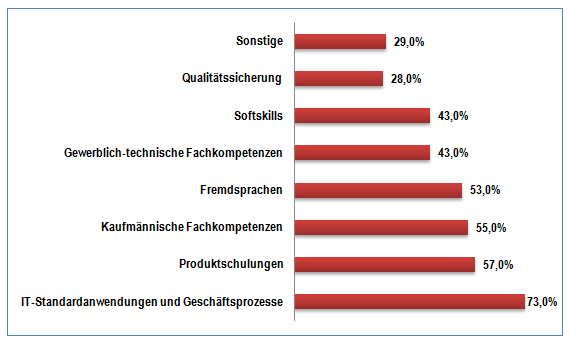 Sonstige 29,0%
Qualitätssicherung 28,0%
Softskills 43,0%
Gewerblich-technische Fachkompetenzen 43,0%
Fremdsprachen 53,0%
Kaufmännische Fachkompetenzen 55,0%
Produktschulungen 57,0%
IT-Standardanwendungen und Geschäftsprozesse 73,0%